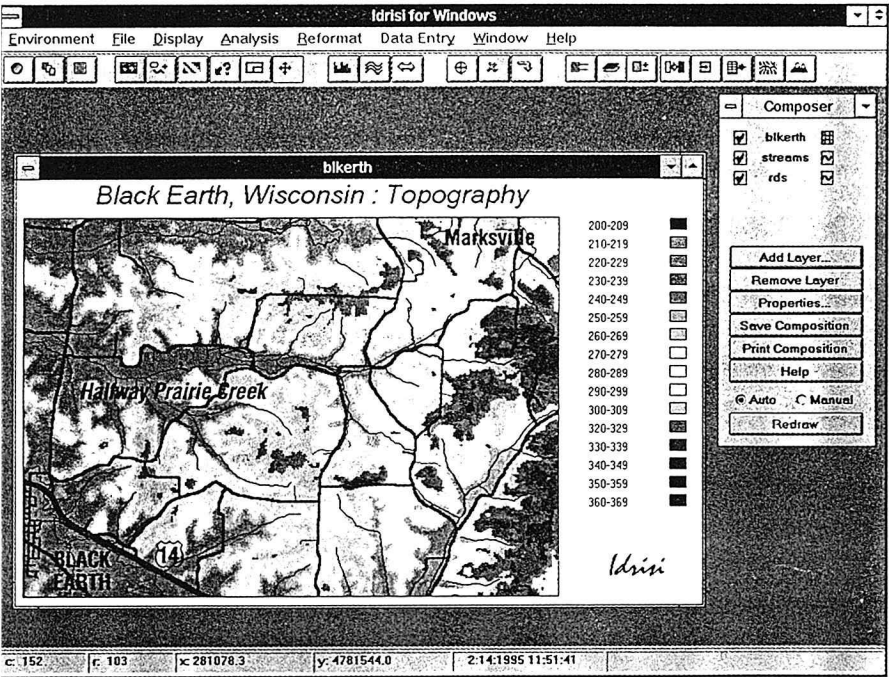 Idrisi for Windows
Environment File Display Analysis Reformat Data Entry Window Help
Composer
blkerth
streams
rds
Add Layer...
Remove Layer
Properties...
Save Composition
Print Composition
Help
Auto Manual
Redraw
blkerth
Black Earth, Wisconsin : Topography
Marksville
Halfway Prairie Creek
BLACK
EARTH
14
200-209
210-219
220-229
230-239
240-249
250-259
260-269
270-279
280-289
290-299
300-309
320-329
330-339
340-349
350-359
360-369
Idrisi
c: 152 r: 103 x: 281078.3 y: 4781544.0 2:14:1995 11:51:41